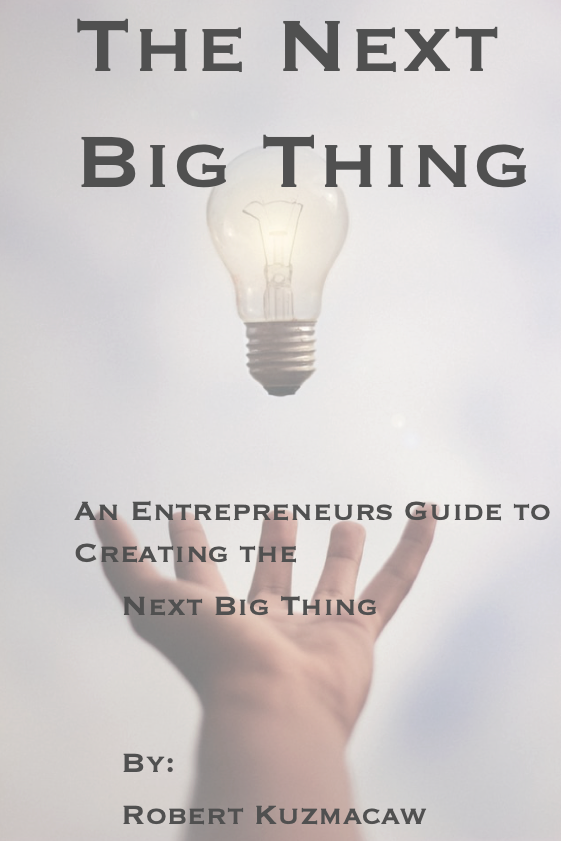 The Next
Big Thing
An Entrepreneurs Guide to
Creating the
Next Big Thing
By:
Robert Kuzmacaw